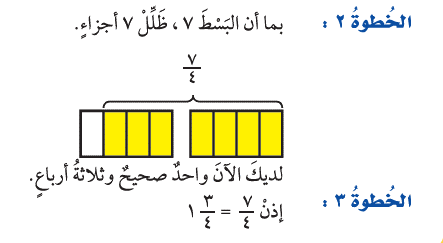 الخُطوةُ ٢ : بما أن البَسْطَ ٧ ، ظَلِّلْ ٧ أجزاءٍ.
٧/٤
لديكَ الآنَ واحدٌ صحيحٌ وثلاثةُ أرباعٍ.
الخُطوةُ ٣ : إذنْ ٧/٤ = ١ ٣/٤